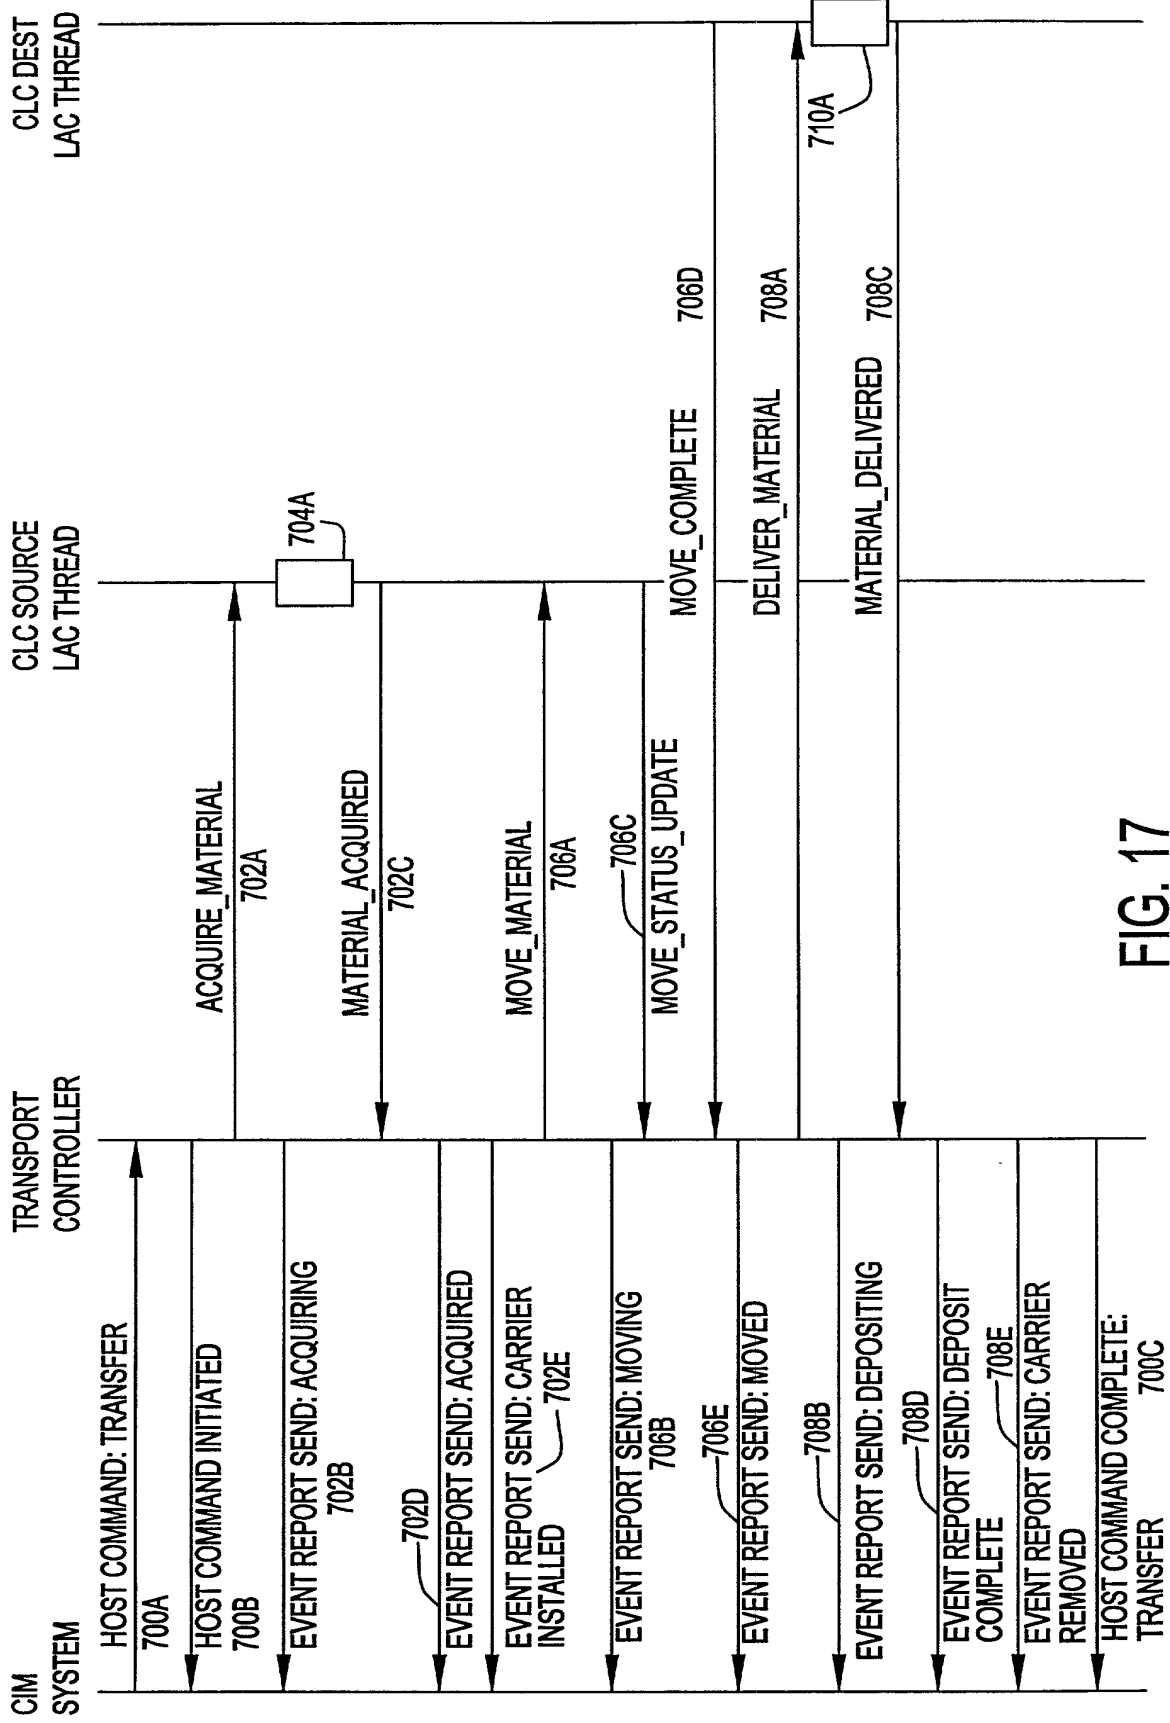 CIM
SYSTEM
TRANSPORT
CONTROLLER
CLC SOURCE
LAC THREAD
CLC DEST
LAC THREAD
HOST COMMAND: TRANSFER
700A
HOST COMMAND INITIATED
700B
ACQUIRE_MATERIAL
702A
EVENT REPORT SEND: ACQUIRING
702B
704A
MATERIAL_ACQUIRED
702C
702D
EVENT REPORT SEND: ACQUIRED
EVENT REPORT SEND: CARRIER
INSTALLED
702E
MOVE_MATERIAL
706A
EVENT REPORT SEND: MOVING
706B
706C
MOVE_STATUS_UPDATE
MOVE_COMPLETE
706D
706E
EVENT REPORT SEND: MOVED
DELIVER_MATERIAL
708A
708B
EVENT REPORT SEND: DEPOSITING
710A
MATERIAL_DELIVERED
708C
708D
EVENT REPORT SEND: DEPOSIT
COMPLETE
708E
EVENT REPORT SEND: CARRIER
REMOVED
HOST COMMAND COMPLETE:
TRANSFER
700C
FIG. 17